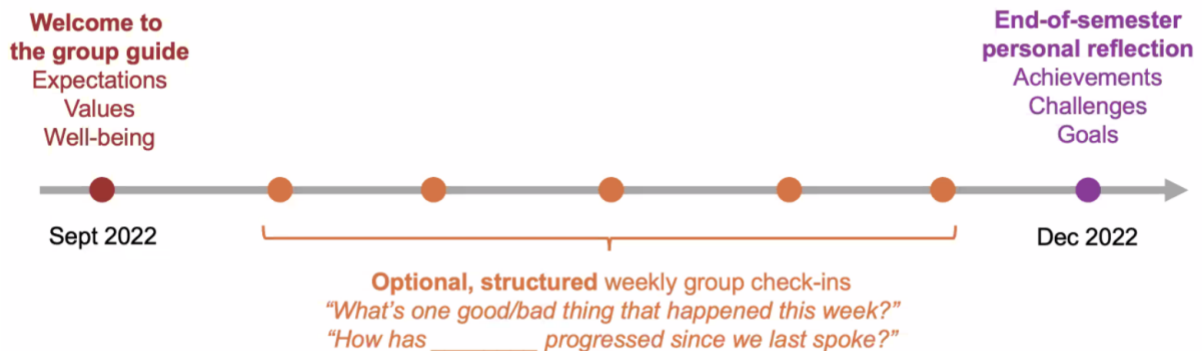 Welcome to
the group guide
Expectations
Values
Well-being
End-of-semester
personal reflection
Achievements
Challenges
Goals
Sept 2022
Dec 2022
Optional, structured weekly group check-ins
“What’s one good/bad thing that happened this week?”
“How has ________ progressed since we last spoke?”